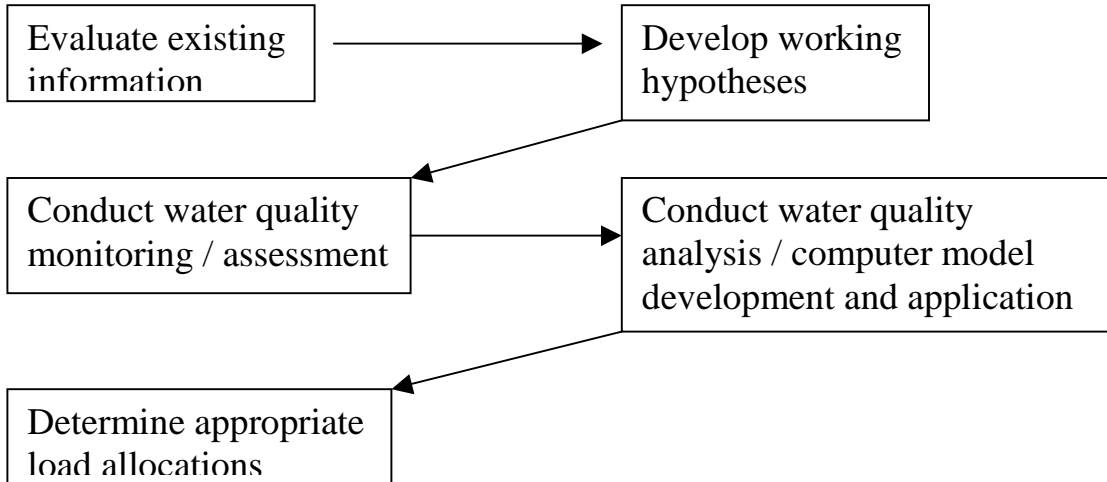 Evaluate existing
information
Develop working
hypotheses
Conduct water quality
monitoring / assessment
Conduct water quality
analysis / computer model
development and application
Determine appropriate
load allocations